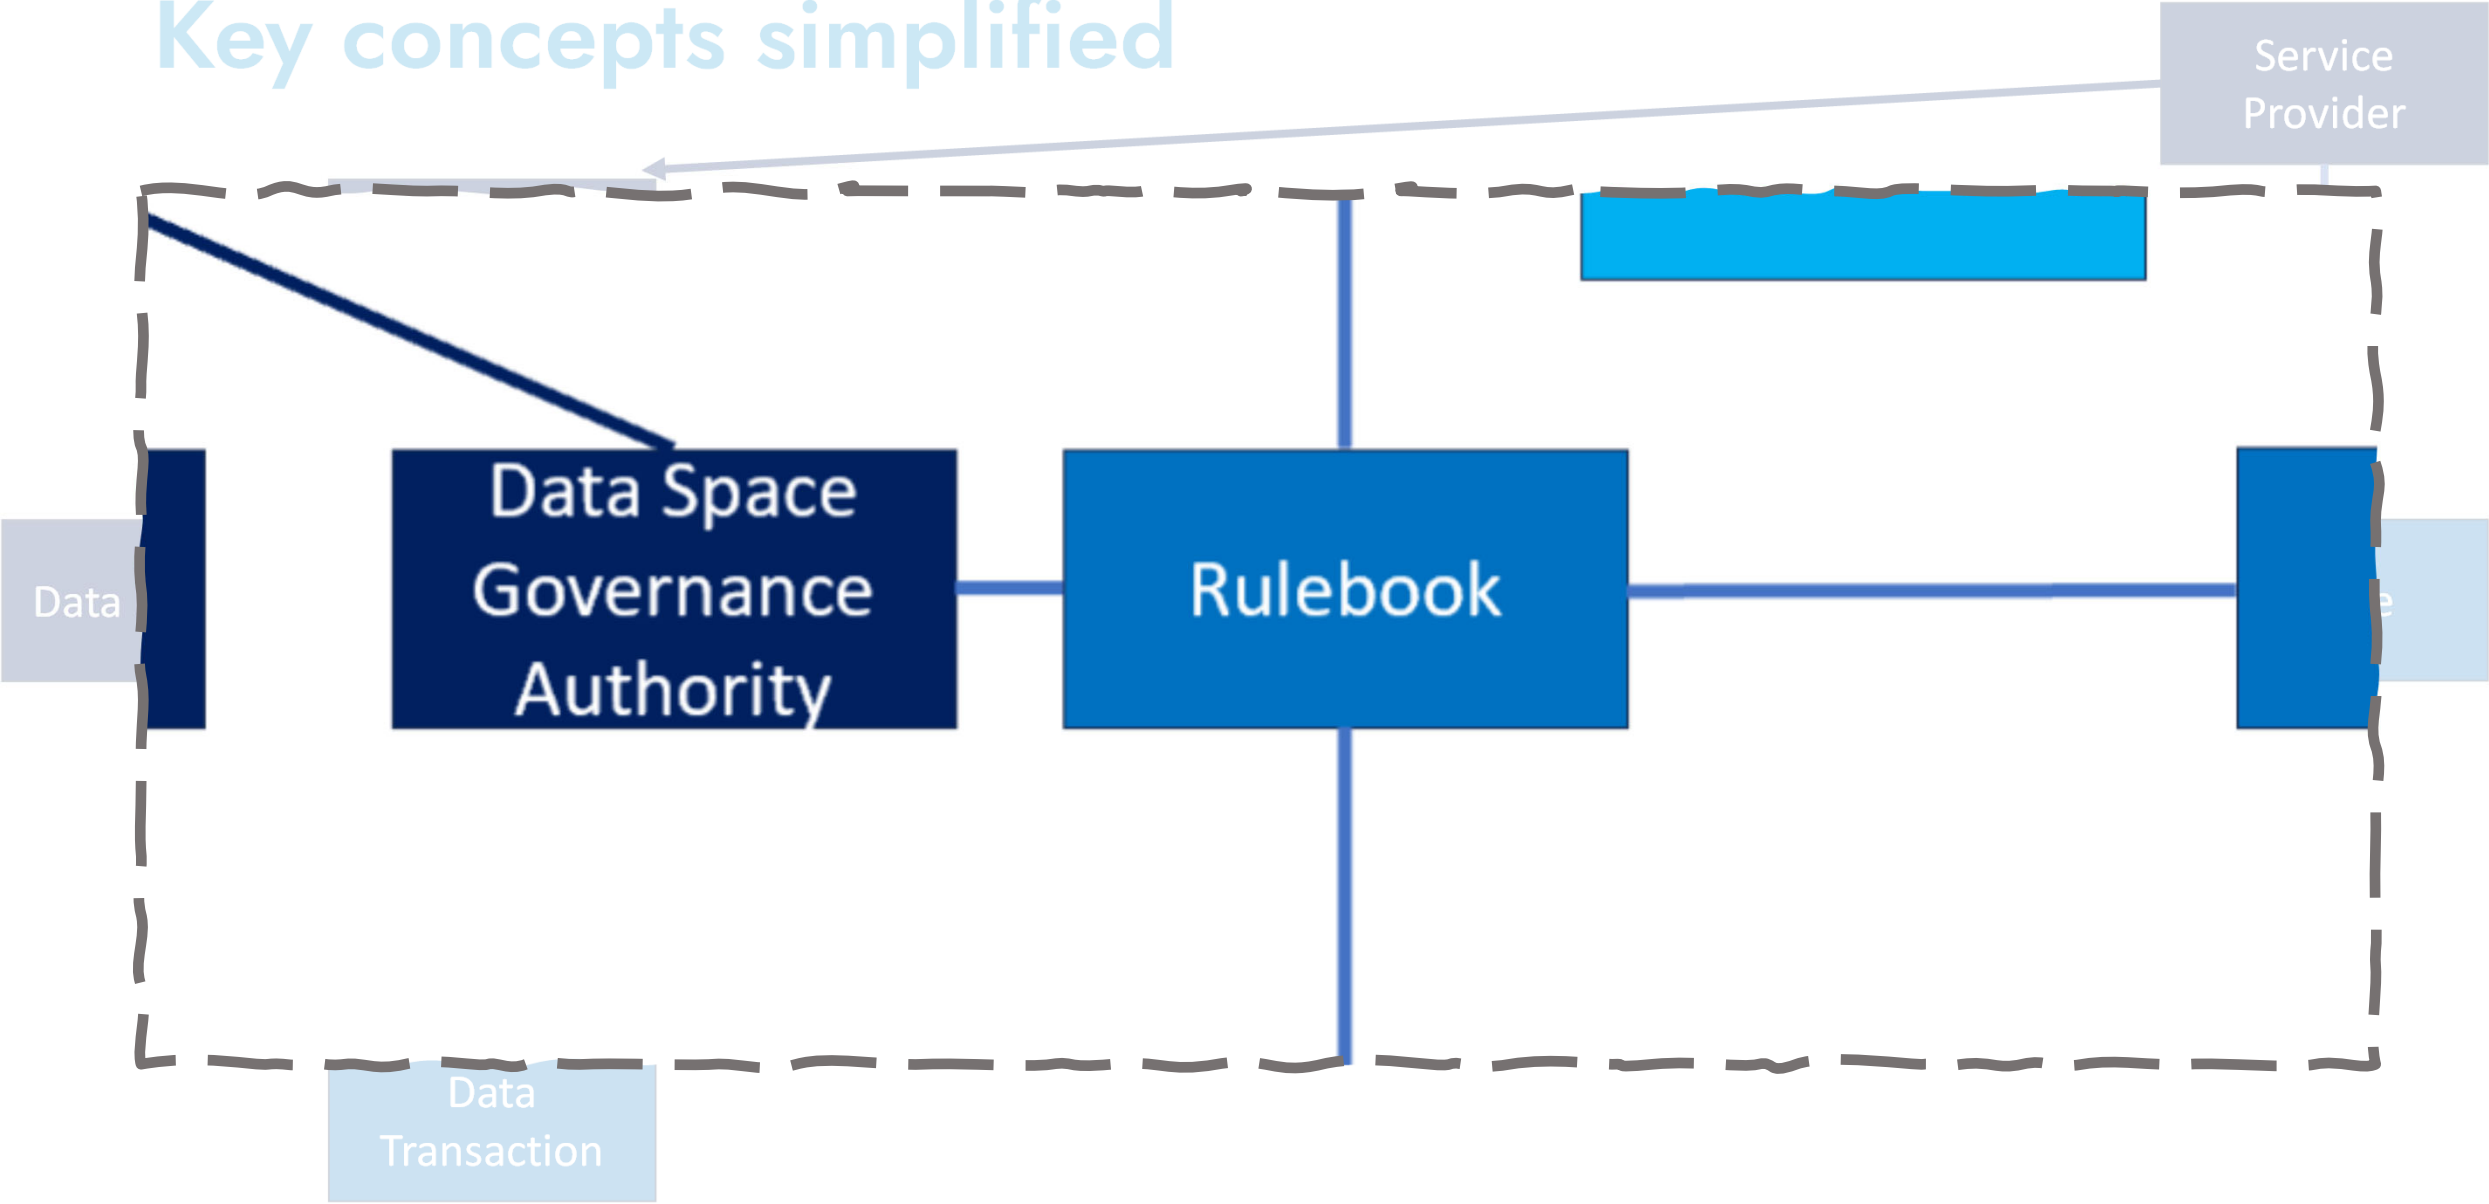 Key concepts simplified
Service
Provider
Data Space
Governance
Authority
Rulebook
Data
e
Data
Transaction